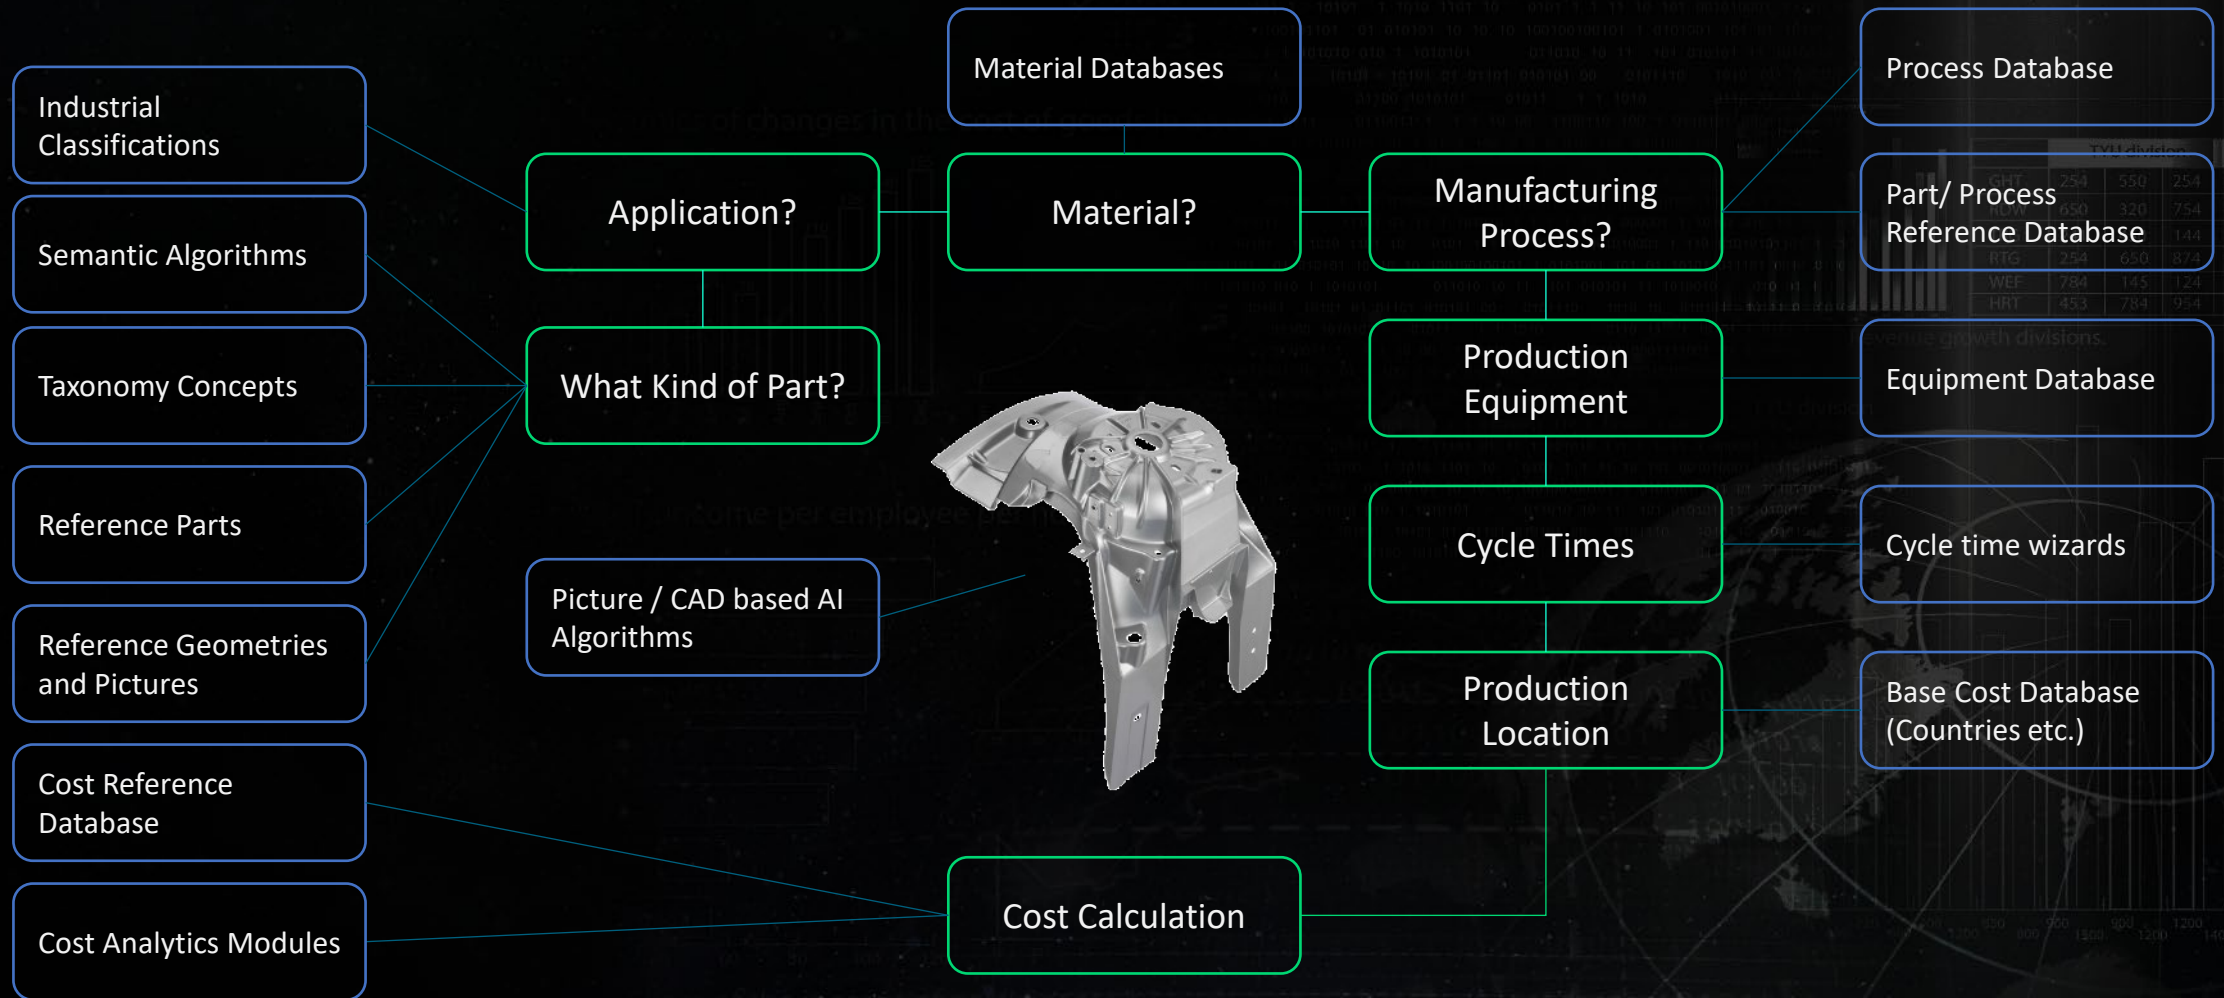 Industrial
Classifications
Semantic Algorithms
Taxonomy Concepts
Reference Parts
Reference Geometries
and Pictures
Cost Reference
Database
Cost Analytics Modules
Application?
What Kind of Part?
Picture / CAD based AI
Algorithms
Material Databases
Material?
Cost Calculation
Manufacturing
Process?
Production
Equipment
Cycle Times
Production
Location
Process Database
Part/ Process
Reference Database
Equipment Database
Cycle time wizards
Base Cost Database
(Countries etc.)